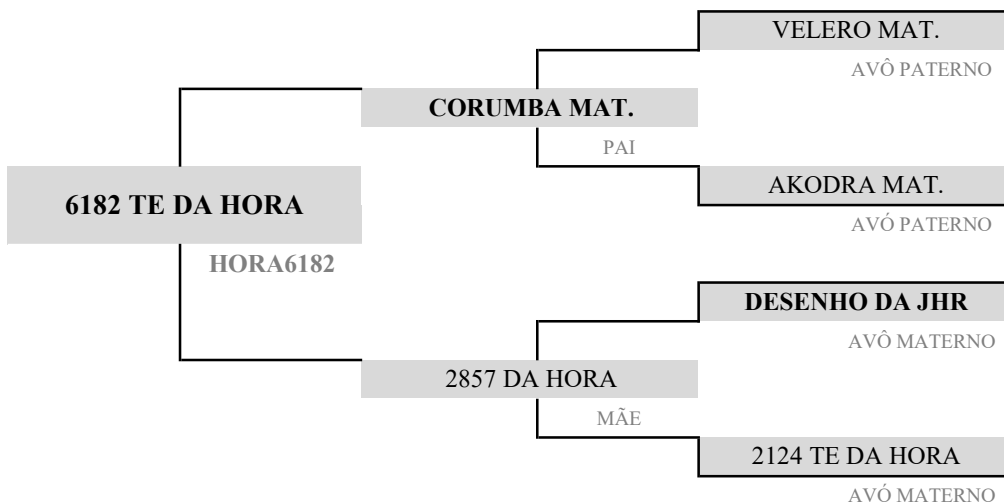 VELERO MAT.
AVÔ PATERNO
CORUMBA MAT.
PAI
AKODRA MAT.
AVÓ PATERNO
6182 TE DA HORA
HORA6182
DESENHO DA JHR
AVÔ MATERNO
2857 DA HORA
MÃE
2124 TE DA HORA
AVÓ MATERNO